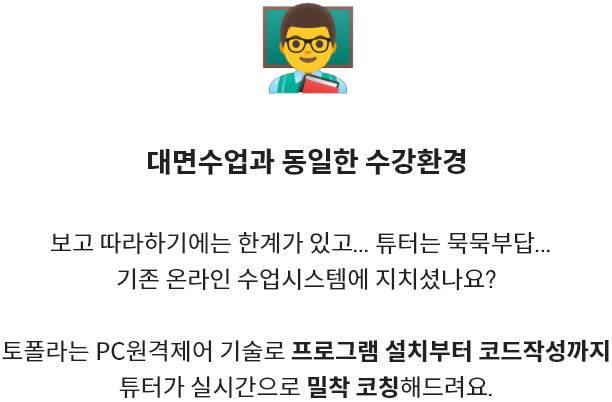 대면수업과 동일한 수강환경
보고 따라하기에는 한계가 있고... 튜터는 묵묵부답...
기존 온라인 수업시스템에 지치셨나요?
토폴라는 PC원격제어 기술로 프로그램 설치부터 코드작성까지
튜터가 실시간으로 밀착 코칭해드려요.